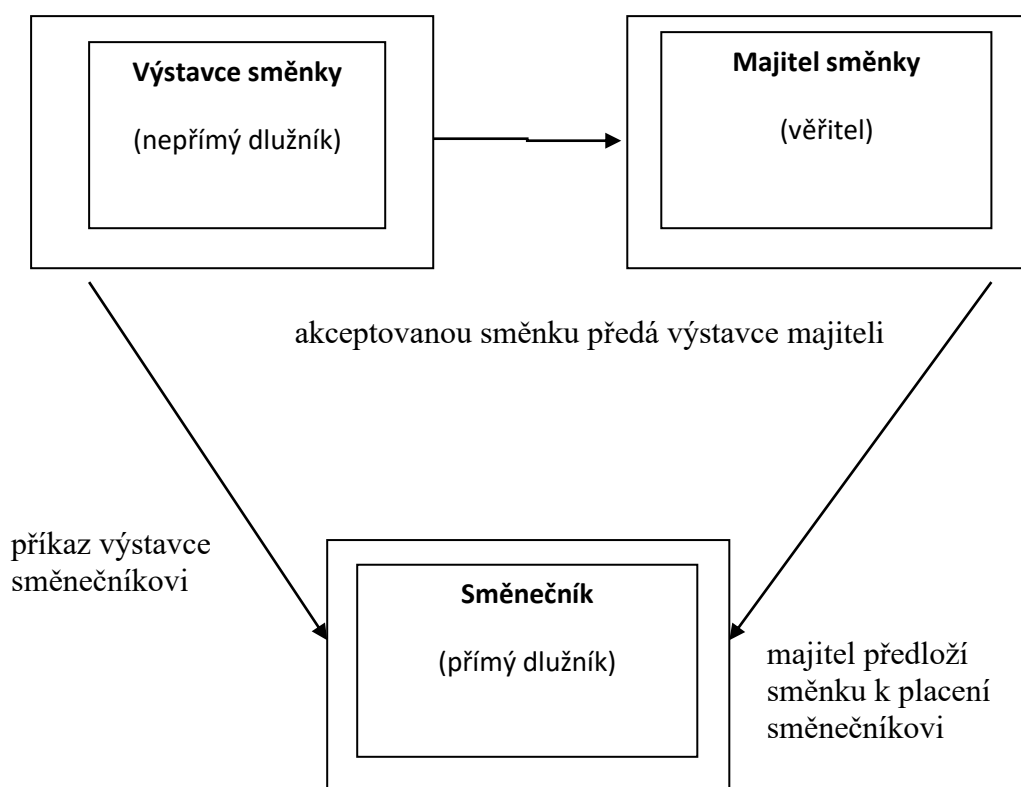 Výstavce směnky
(nepřímý dlužník)
Majitel směnky
(věřitel)
akceptovanou směnku předá výstavce majiteli
příkaz výstavce
směnečníkovi
Směnečník
(přímý dlužník)
majitel předloží
směnku k placení
směnečníkovi